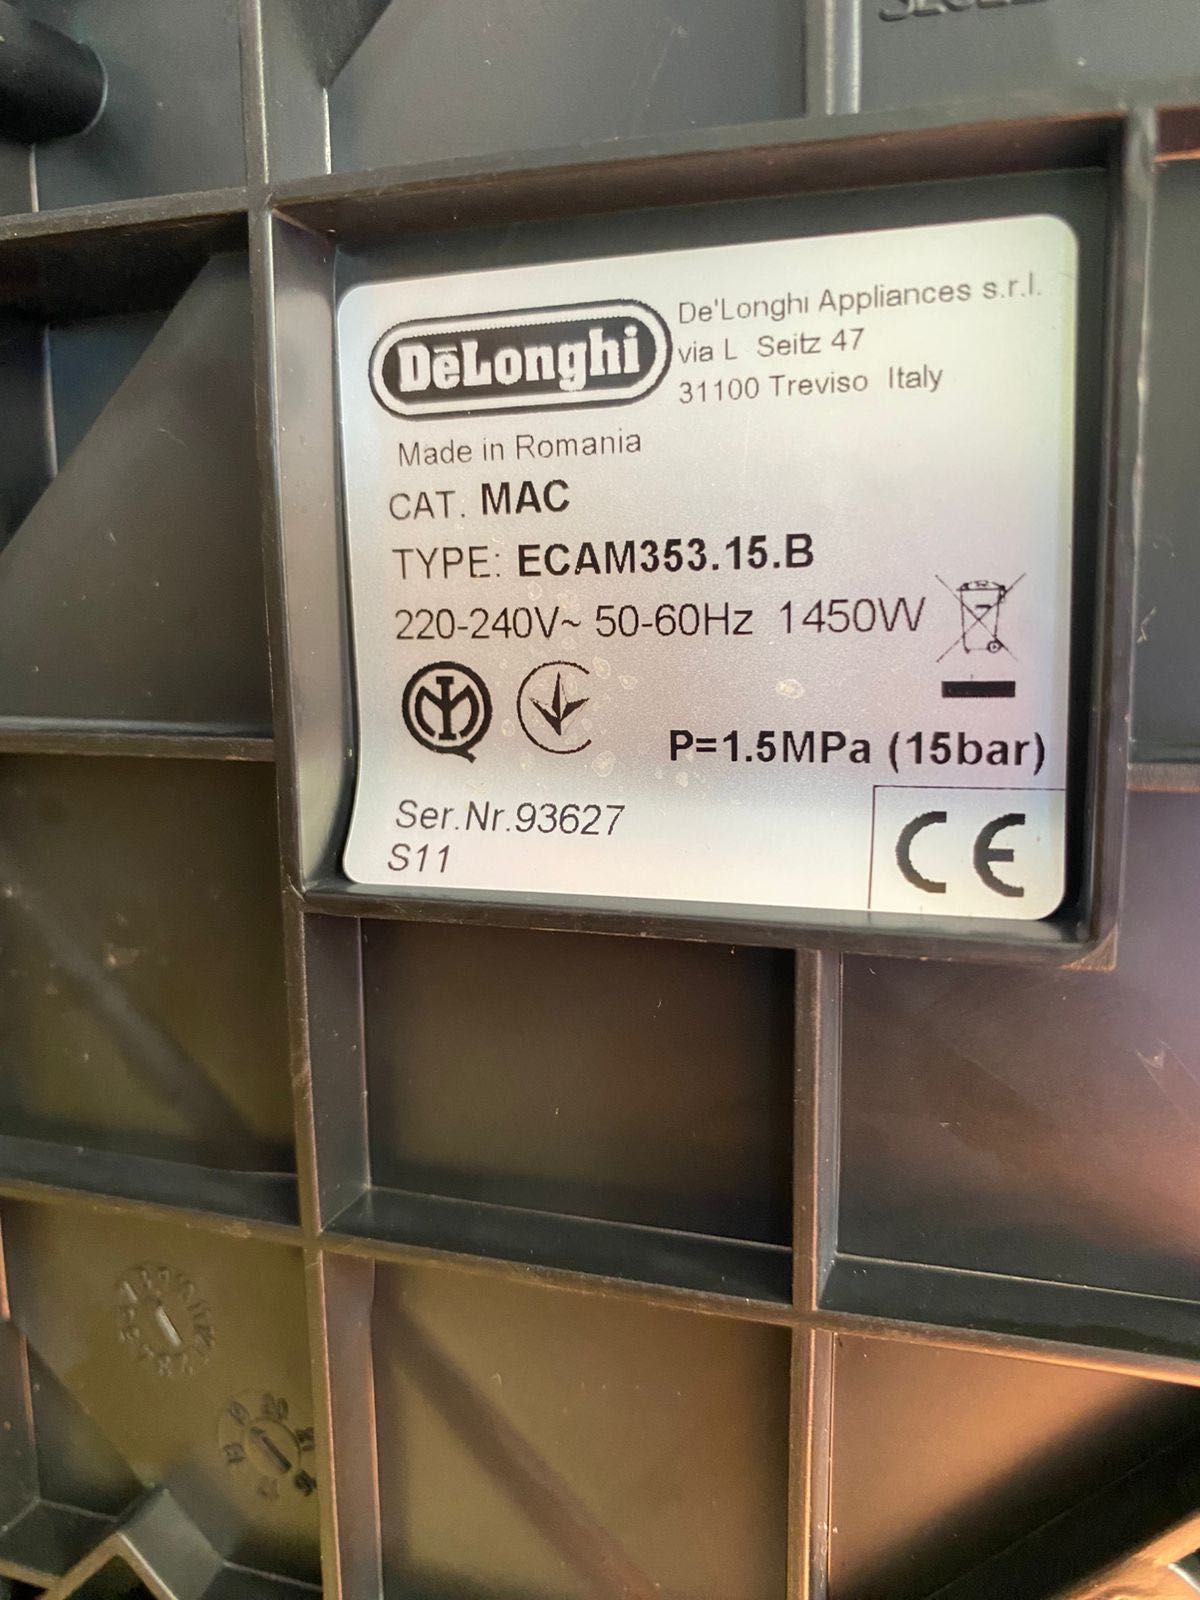 DeLonghi
De'Longhi Appliances s.r.l.
via L Seitz 47
31100 Treviso Italy
Made in Romania
CAT. MAC
TYPE: ECAM353.15.B
220-240V~ 50-60Hz 1450W
P=1.5MPa (15bar)
Ser.Nr.93627
S11
CE